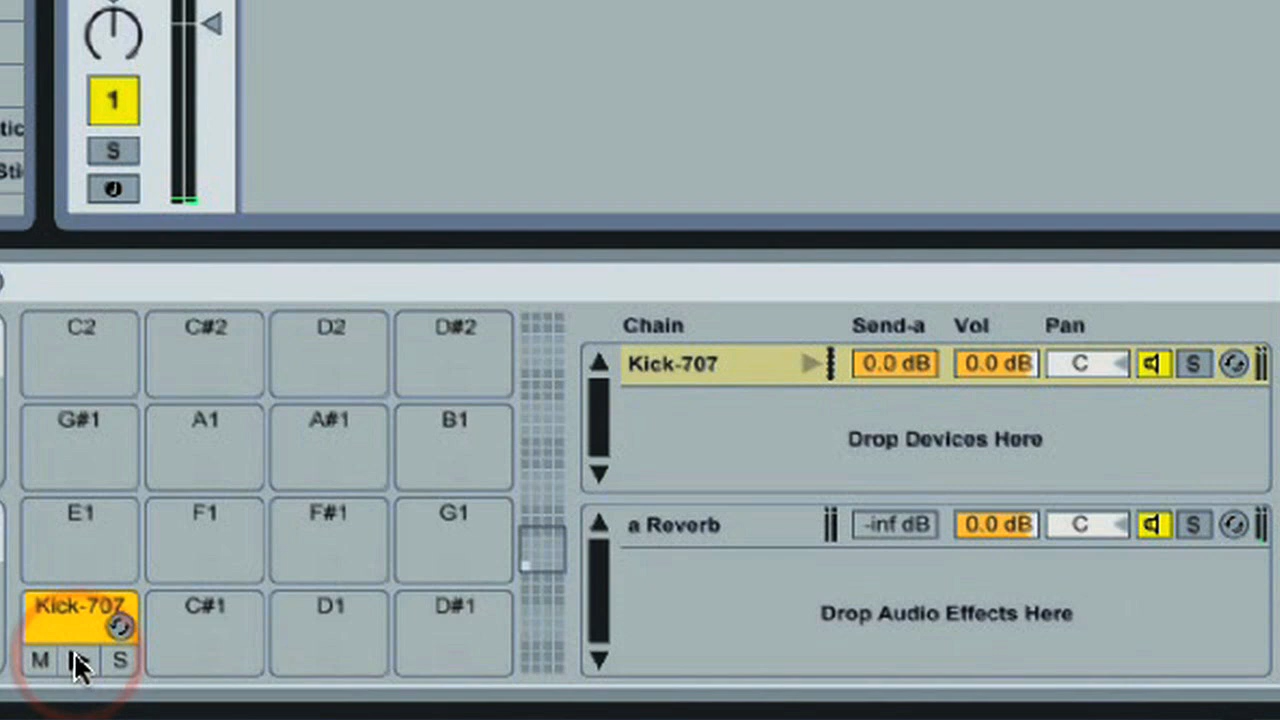 1
tic
S
Sti
C2 C#2 D2 D#2
Chain Send-a Vol Pan
Kick-707 0.0 dB 0.0 dB C S
G#1 A1 A#1 B1
Drop Devices Here
E1 F1 F#1 G1
a Reverb -inf dB 0.0 dB C S
Kick-707 C#1 D1 D#1
Drop Audio Effects Here
M S